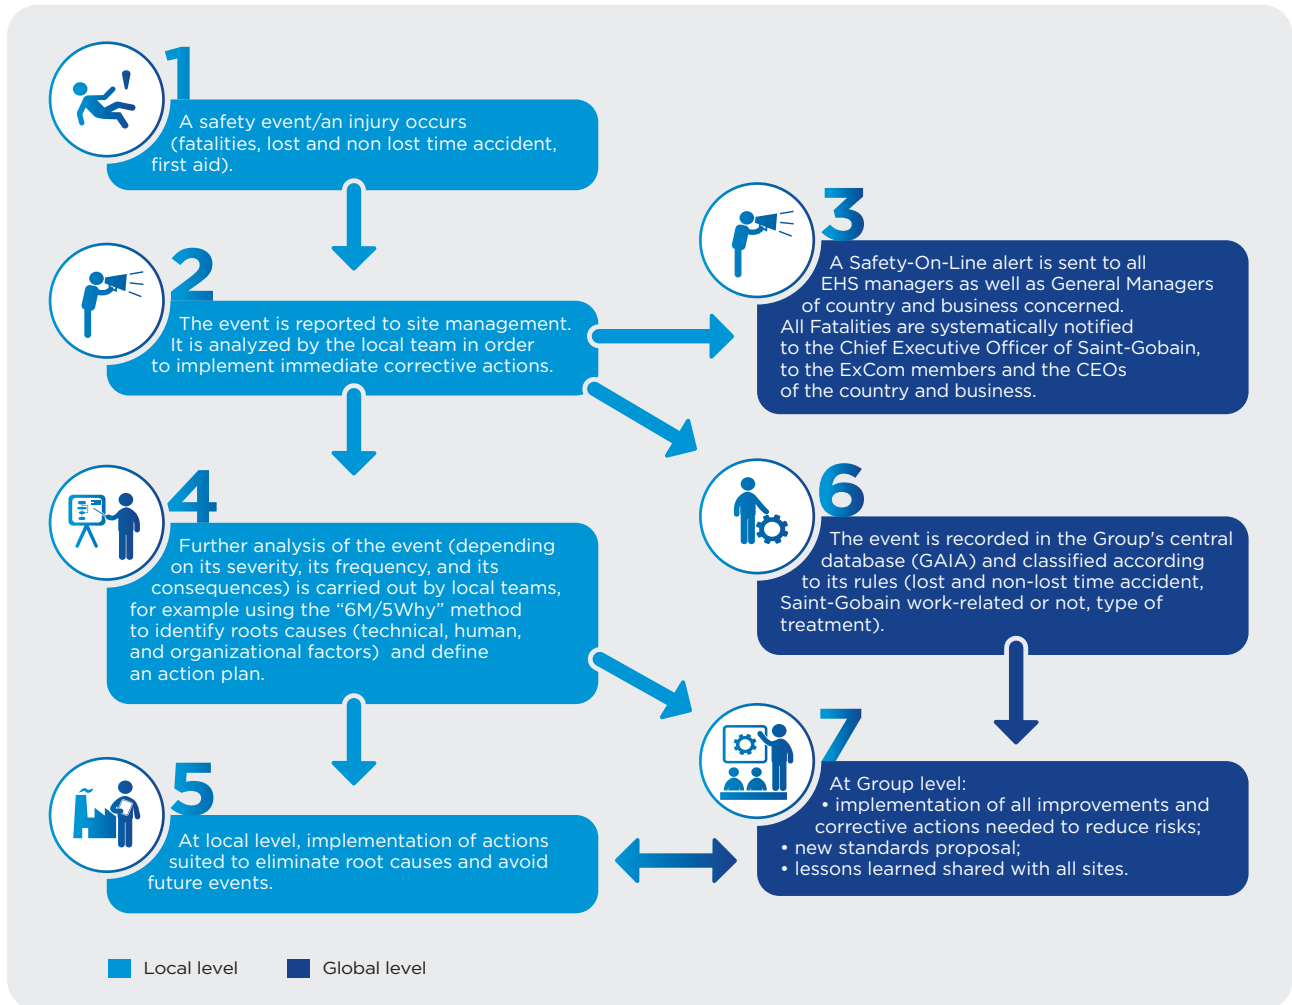 1
A safety event/an injury occurs
(fatalities, lost and non lost time accident,
first aid).
2
The event is reported to site management.
It is analyzed by the local team in order
to implement immediate corrective actions.
3
A Safety-On-Line alert is sent to all
EHS managers as well as General Managers
of country and business concerned.
All Fatalities are systematically notified
to the Chief Executive Officer of Saint-Gobain,
to the ExCom members and the CEOs
of the country and business.
4
Further analysis of the event (depending
on its severity, its frequency, and its
consequences) is carried out by local teams,
for example using the “6M/5Why” method
to identify roots causes (technical, human,
and organizational factors)  and define
an action plan.
5
At local level, implementation of actions
suited to eliminate root causes and avoid
future events.
6
The event is recorded in the Group's central
database (GAIA) and classified according
to its rules (lost and non-lost time accident,
Saint-Gobain work-related or not, type of
treatment).
7
At Group level:
• implementation of all improvements and
corrective actions needed to reduce risks;
• new standards proposal;
• lessons learned shared with all sites.
Local level
Global level